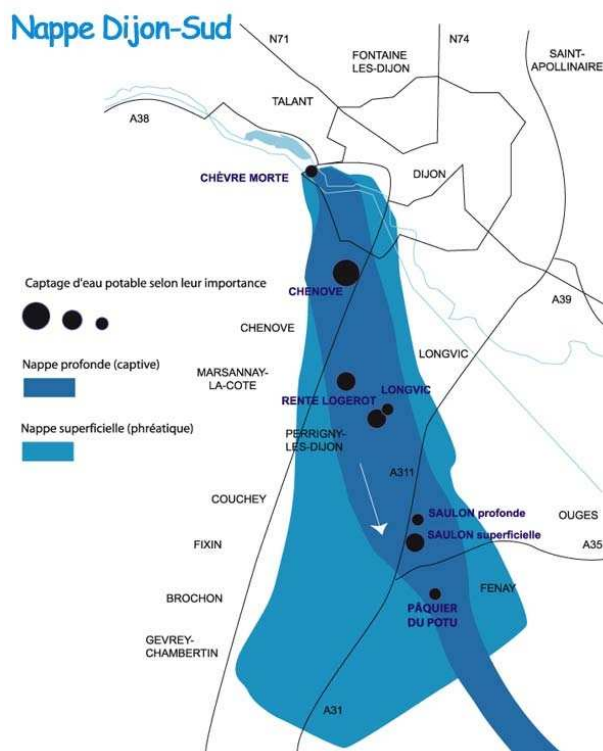 Nappe Dijon-Sud
N71
N74
FONTAINE
LES-DIJON
SAINT-
APOLLINAIRE
TALANT
A38
CHÈVRE MORTE
DIJON
Captage d'eau potable selon leur importance
CHENOVE
A39
CHENOVE
Nappe profonde (captive)
LONGVIC
MARSANNAY-
LA-COTE
LONGVIC
RENTE LOGEROT
Nappe superficielle (phréatique)
PERRIGNY-
LES-DIJON
A311
COUCHEY
SAULON profonde
OUGES
SAULON superficielle
FIXIN
A35
FENAY
BROCHON
PÂQUIER
DU POTU
GEVREY-
CHAMBERTIN
A31